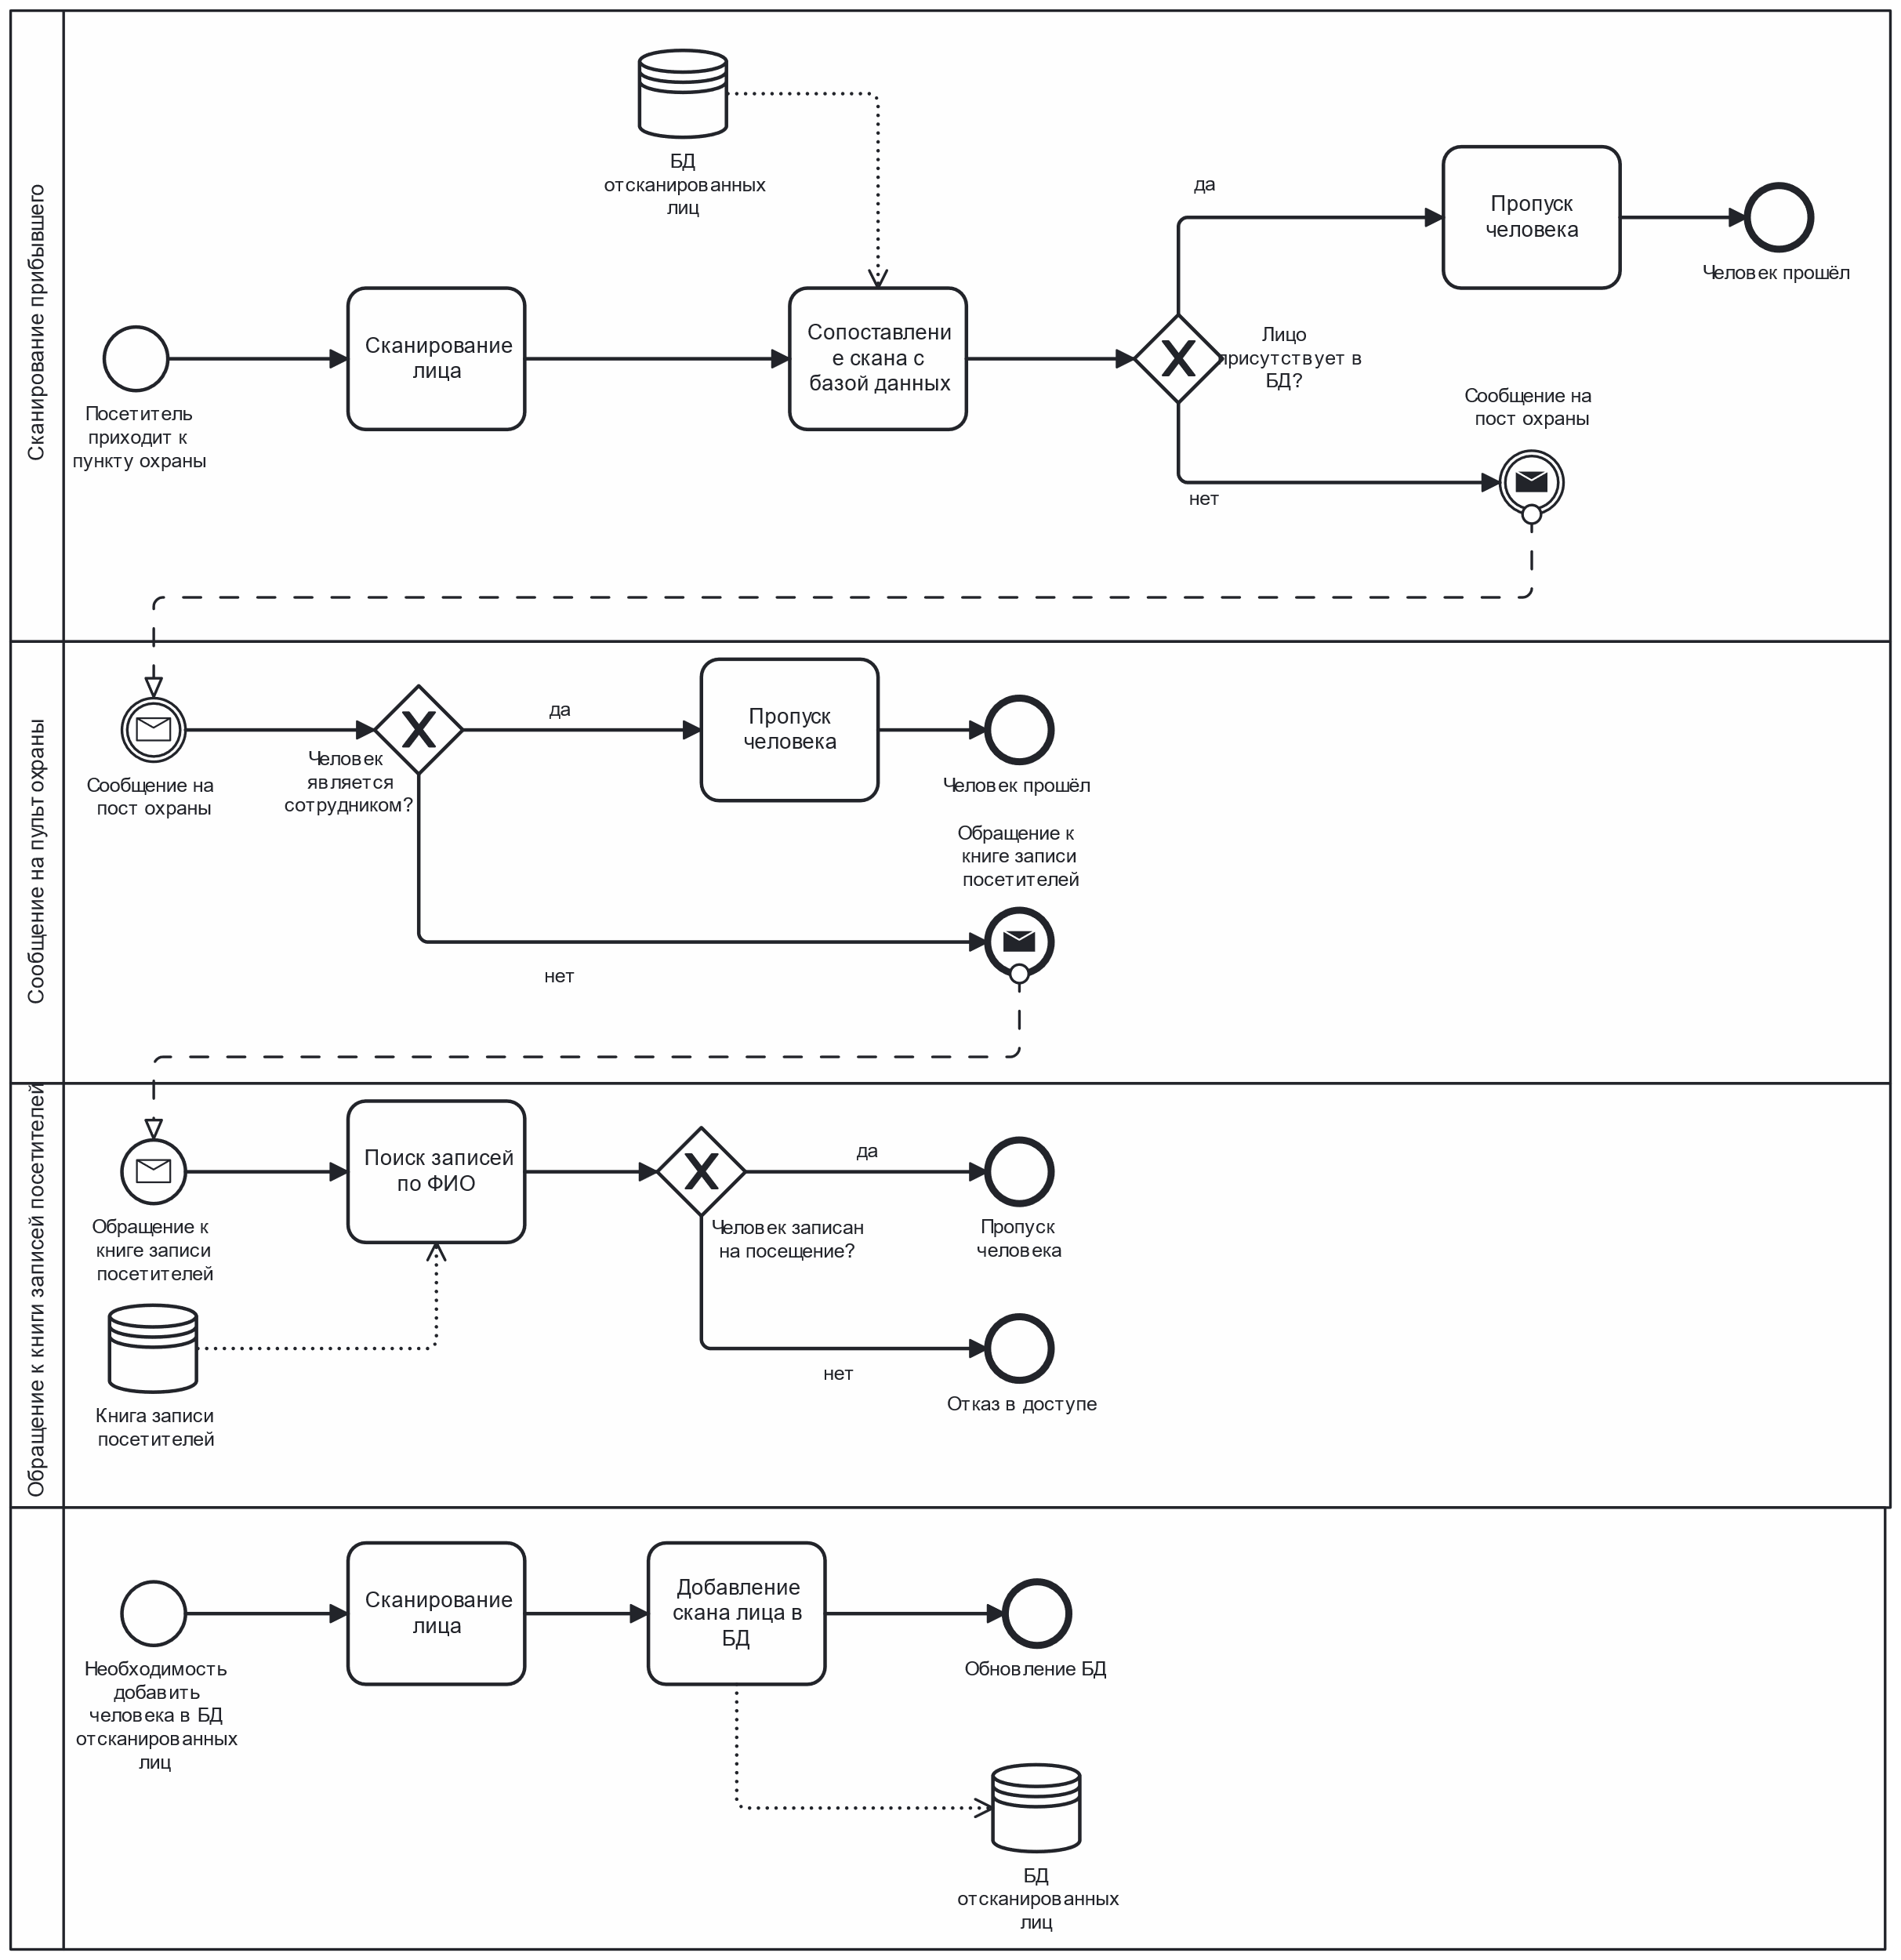 Сканирование прибывшего
БД
отсканированных
лиц
да
Пропуск
человека
Человек прошёл
Сканирование
лица
Сопоставлени
е скана с
базой данных
Лицо
присутствует в
БД?
Посетитель
приходит к
пункту охраны
Сообщение на
пост охраны
нет
Сообщение на пульт охраны
Сообщение на
пост охраны
Человек
является
сотрудником?
да
Пропуск
человека
Человек прошёл
Обращение к
книге записи
посетителей
нет
Обращение к книги записей посетителей
Обращение к
книге записи
посетителей
Поиск записей
по ФИО
Человек записан
на посещение?
да
Пропуск
человека
Книга записи
посетителей
нет
Отказ в доступе
Необходимость
добавить
человека в БД
отсканированных
лиц
Сканирование
лица
Добавление
скана лица в
БД
Обновление БД
БД
отсканированных
лиц